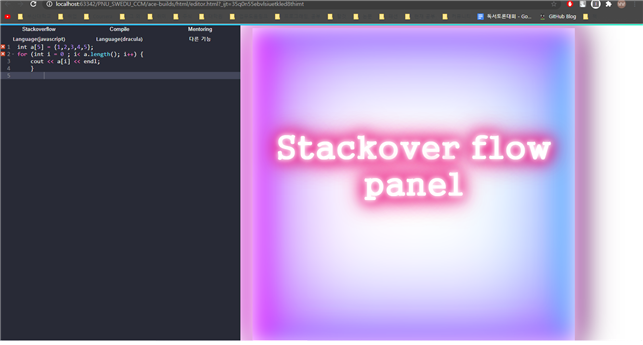 localhost:63342/PNU_SWEDU_CCM/ace-builds/html/editor.html?_ijt=35q0n55ebvlouartkled8thimt
독서토론대회 - Go...
GitHub Blog
Stackoverflow Compile Mentoring
Language(javascript) Language(dracula) 다른 기능
1 int a[5] = {1,2,3,4,5};
2 for (int i = 0 ; i< a.length(); i++) {
3 cout << a[i] << endl;
4 }
5
Stackover flow
panel